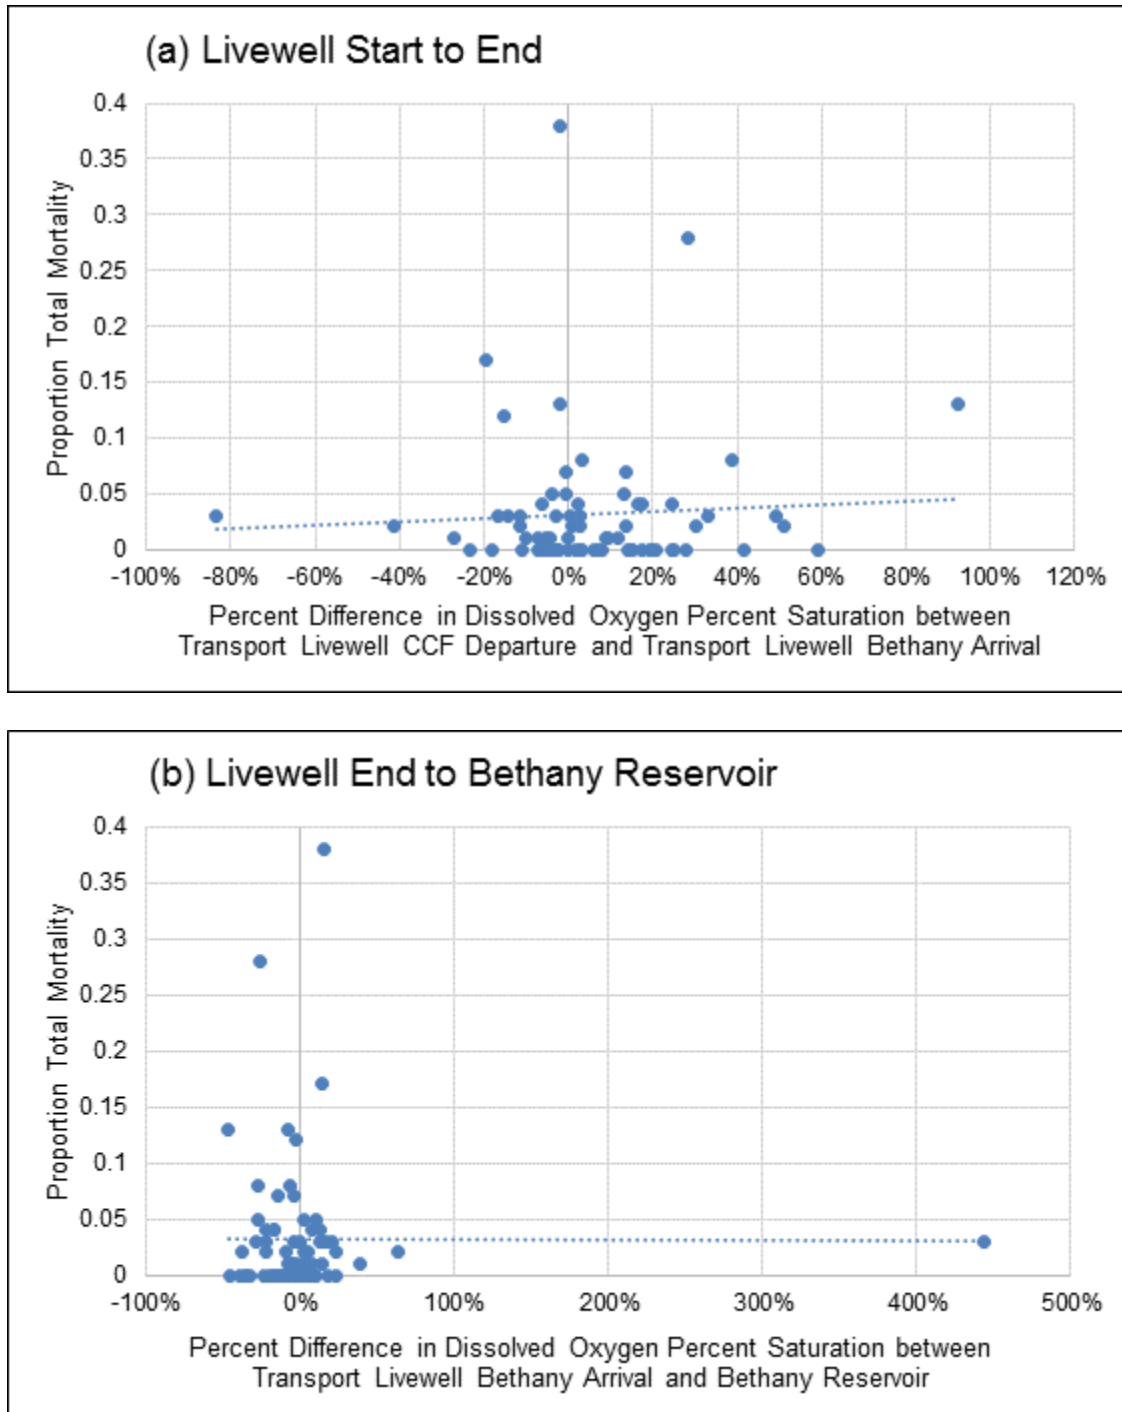 (a) Livewell Start to End
0.4
0.35
0.3
0.25
0.2
0.15
0.1
0.05
0
Proportion Total Mortality
-100% -80% -60% -40% -20% 0% 20% 40% 60% 80% 100% 120%
Percent Difference in Dissolved Oxygen Percent Saturation between
Transport Livewell CCF Departure and Transport Livewell Bethany Arrival
(b) Livewell End to Bethany Reservoir
0.4
0.35
0.3
0.25
0.2
0.15
0.1
0.05
0
Proportion Total Mortality
-100% 0% 100% 200% 300% 400% 500%
Percent Difference in Dissolved Oxygen Percent Saturation between
Transport Livewell Bethany Arrival and Bethany Reservoir